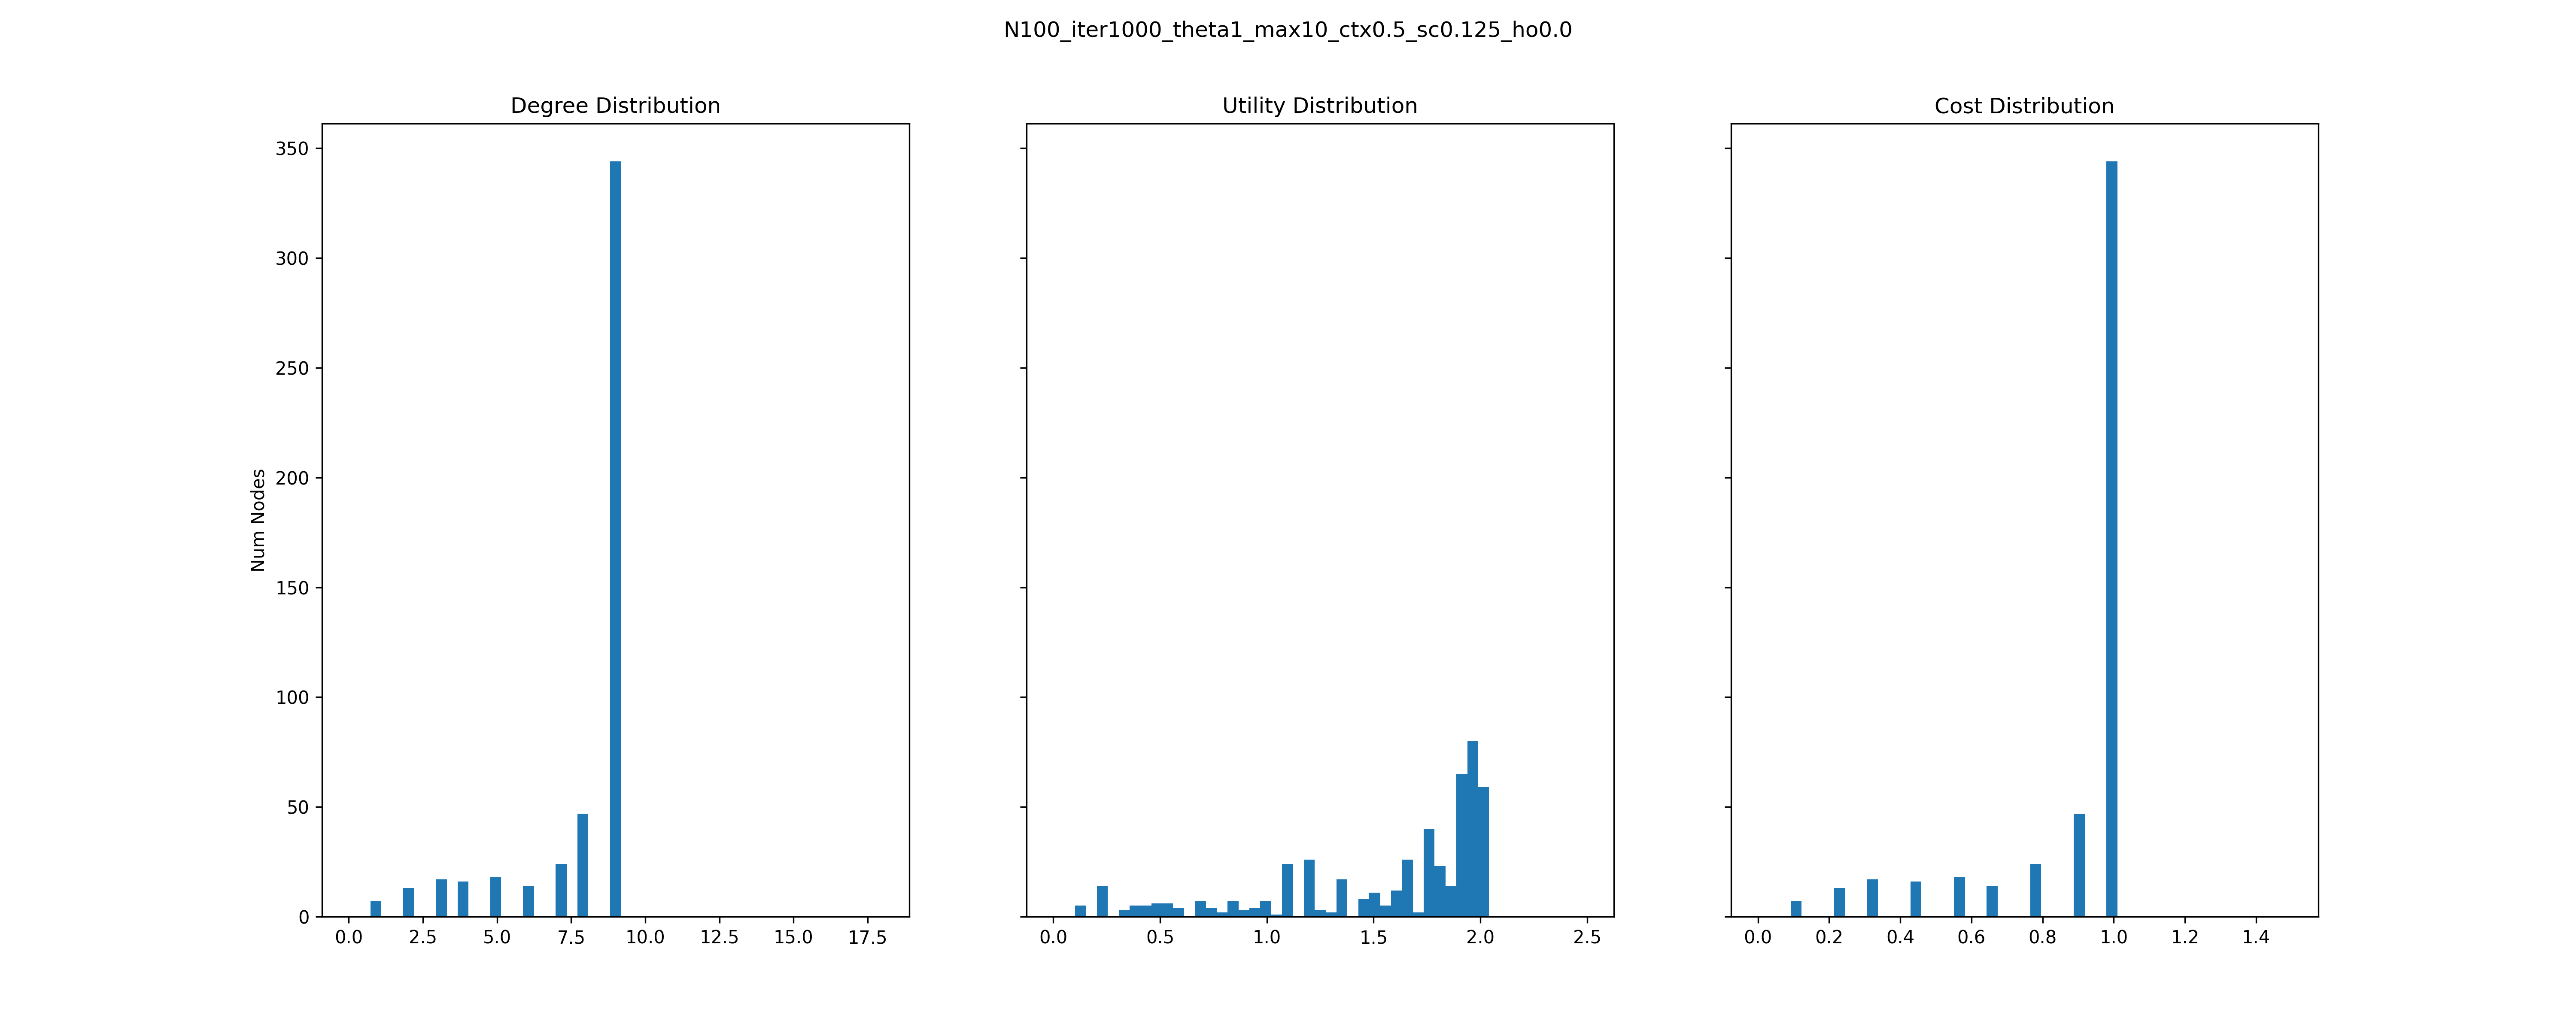 N100_iter1000_theta1_max10_ctx0.5_sc0.125_ho0.0
Degree Distribution
Num Nodes
350
300
250
200
150
100
50
0
0.0 2.5 5.0 7.5 10.0 12.5 15.0 17.5
Utility Distribution
0.0 0.5 1.0 1.5 2.0 2.5
Cost Distribution
0.0 0.2 0.4 0.6 0.8 1.0 1.2 1.4